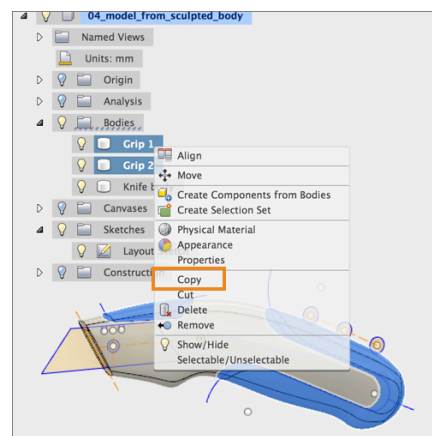 04_model_from_sculpted_body
Named Views
Units: mm
Origin
Analysis
Bodies
Grip 1
Grip 2
Knife b
Canvases
Sketches
Layout
Construction
Align
Move
Create Components from Bodies
Create Selection Set
Physical Material
Appearance
Properties
Copy
Cut
Delete
Remove
Show/Hide
Selectable/Unselectable